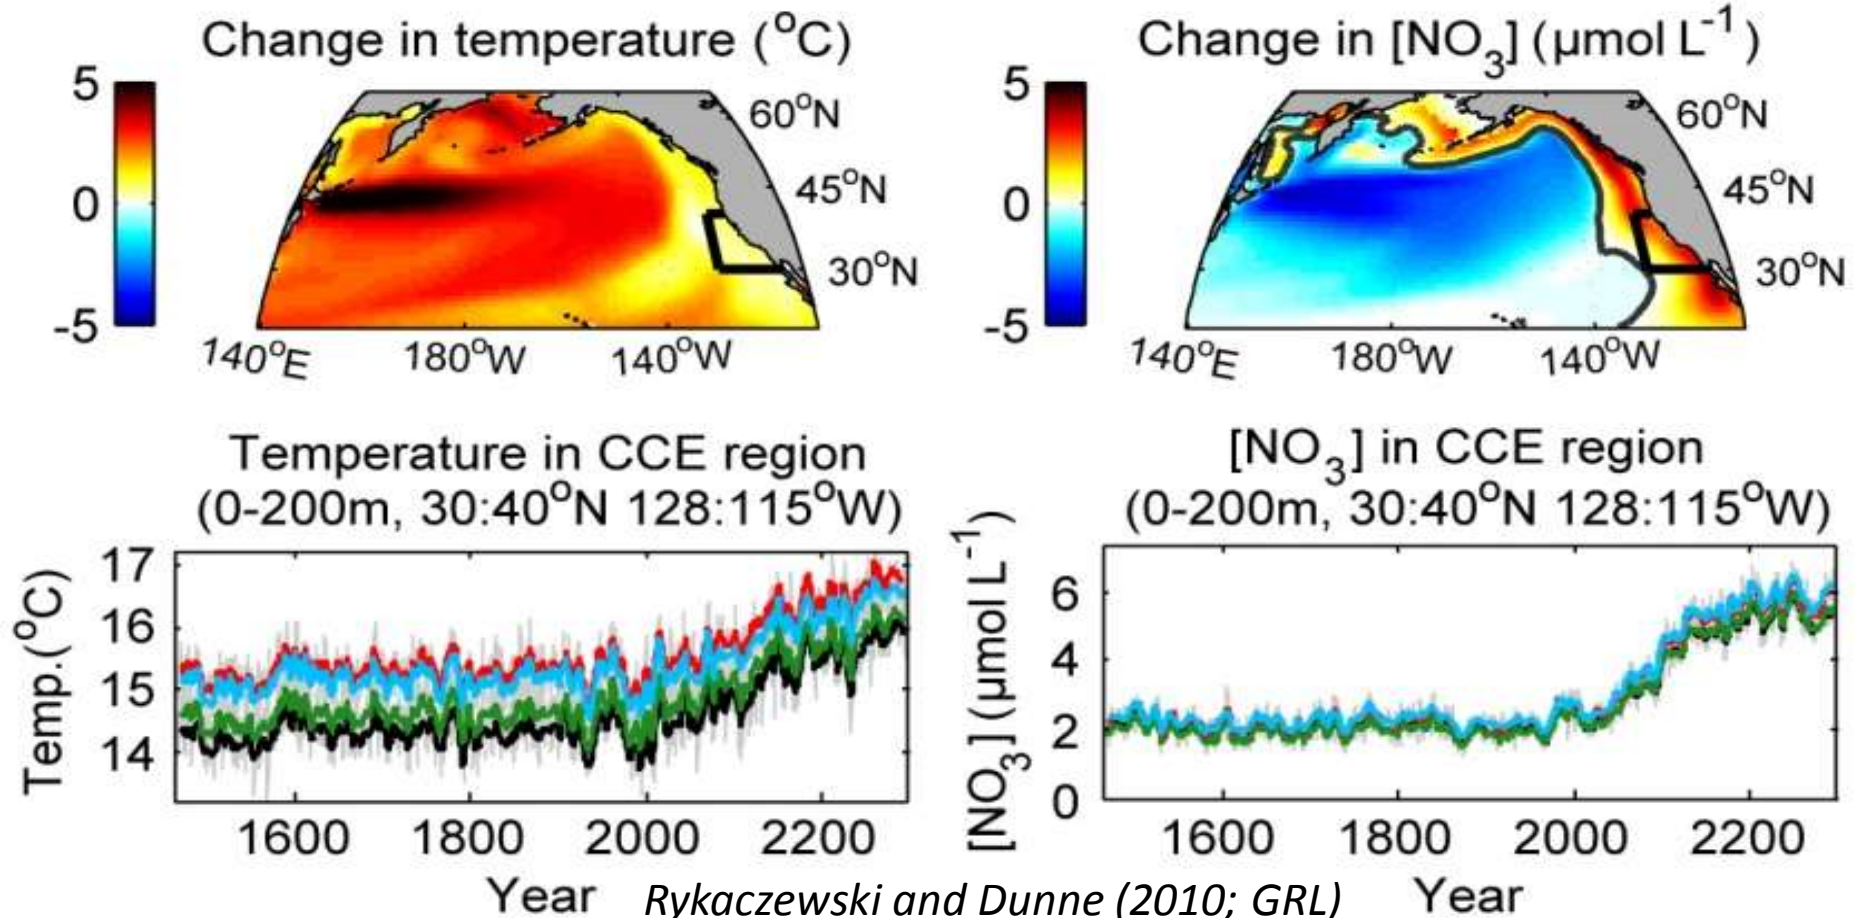 Change in temperature (°C)
5
0
-5
60°N
45°N
30°N
140°E
180°W
140°W
Change in [NO₃] (µmol L⁻¹)
5
0
-5
60°N
45°N
30°N
140°E
180°W
140°W
Temperature in CCE region
(0-200m, 30:40°N 128:115°W)
Temp.(°C)
17
16
15
14
1600
1800
2000
2200
Year
[NO₃] in CCE region
(0-200m, 30:40°N 128:115°W)
[NO₃] (µmol L⁻¹)
6
4
2
0
1600
1800
2000
2200
Year
Rykaczewski and Dunne (2010; GRL)